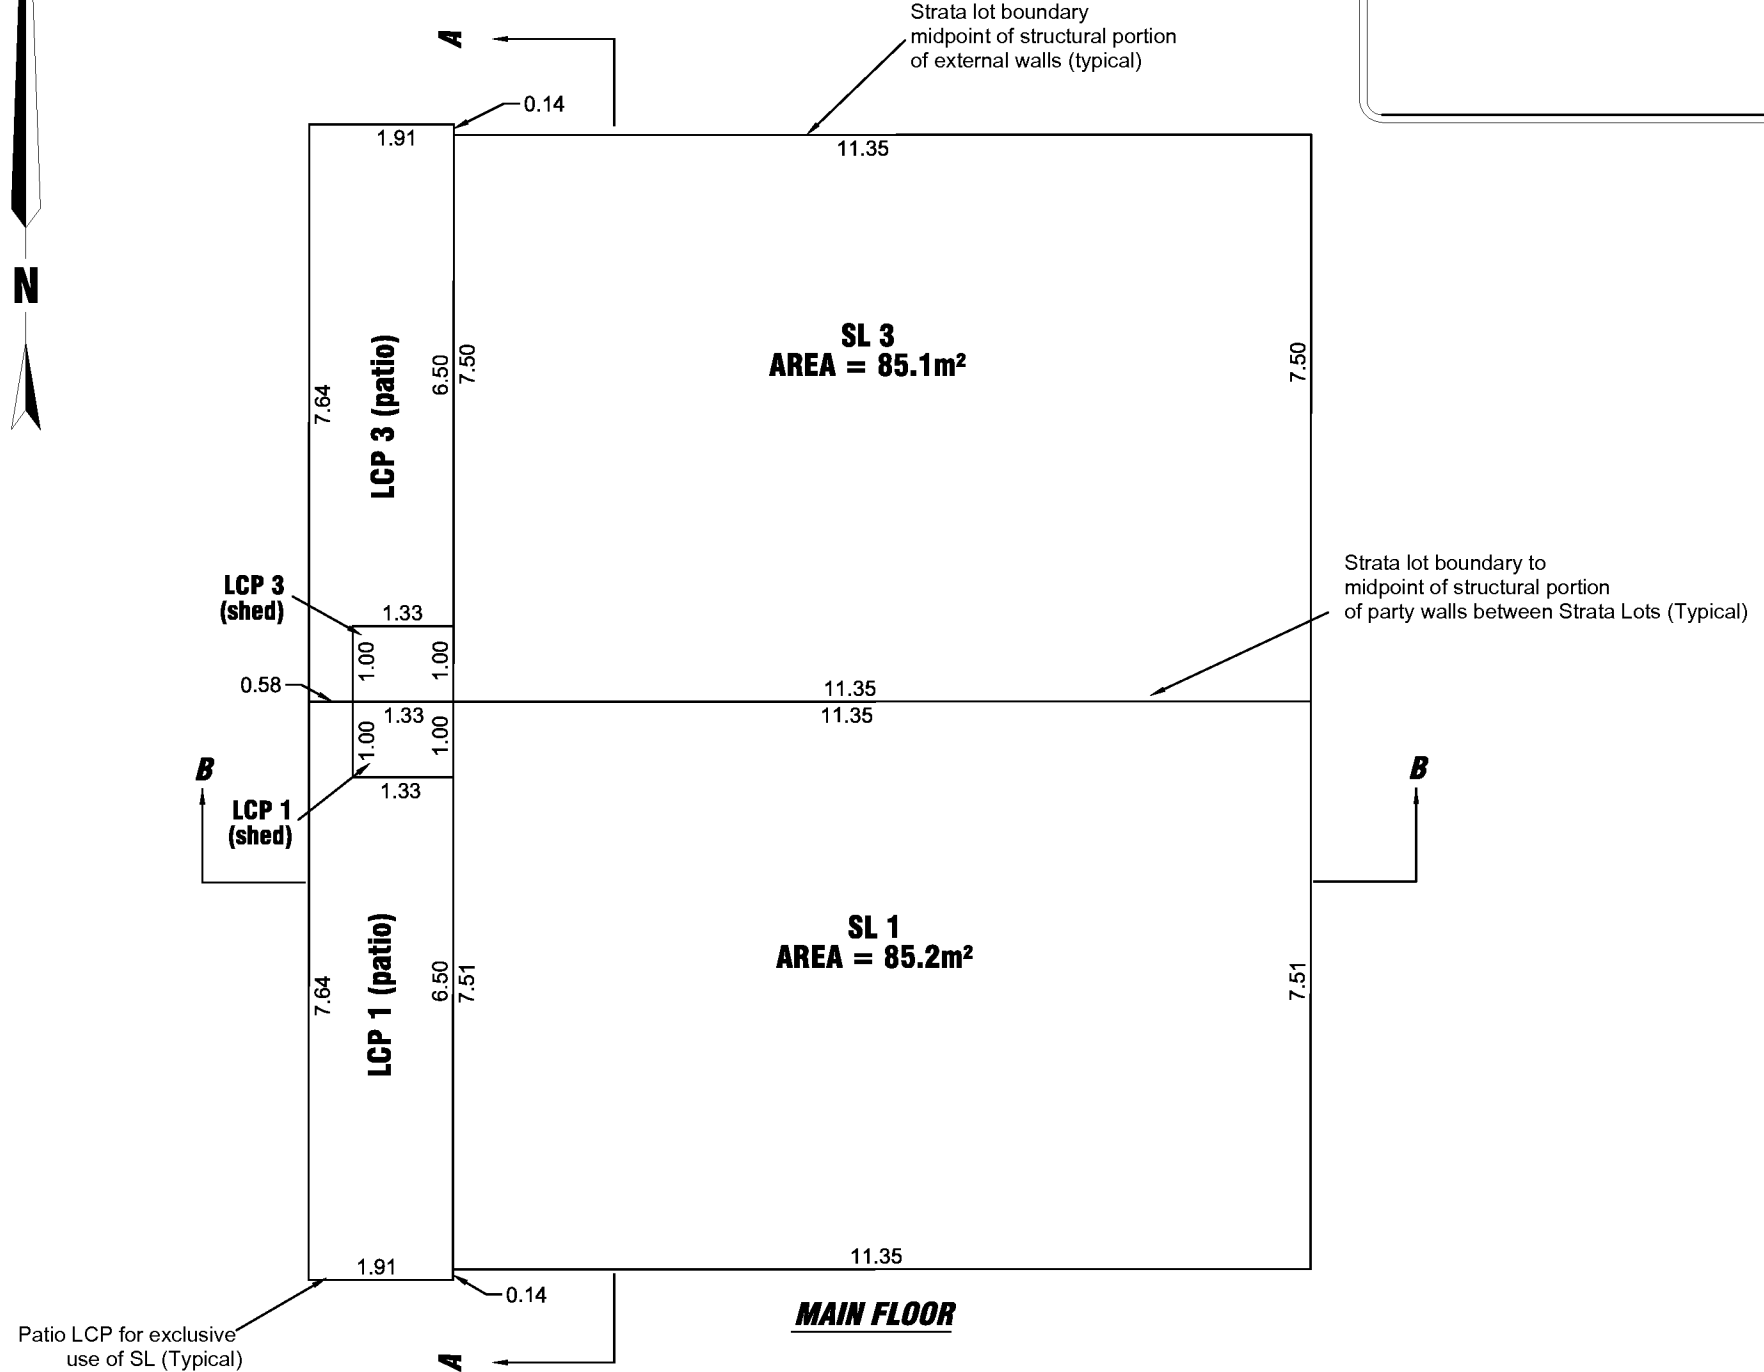 Strata lot boundary
midpoint of structural portion
of external walls (typical)
A
0.14
1.91
11.35
N
SL 3
AREA = 85.1m²
7.64
LCP 3 (patio)
6.50
7.50
7.50
Strata lot boundary to
midpoint of structural portion
of party walls between Strata Lots (Typical)
LCP 3
(shed)
1.33
1.00
1.00
0.58
11.35
1.33
11.35
1.00
1.00
B
B
1.33
LCP 1
(shed)
SL 1
AREA = 85.2m²
7.64
LCP 1 (patio)
6.50
7.51
7.51
1.91
11.35
0.14
MAIN FLOOR
Patio LCP for exclusive
use of SL (Typical)
A